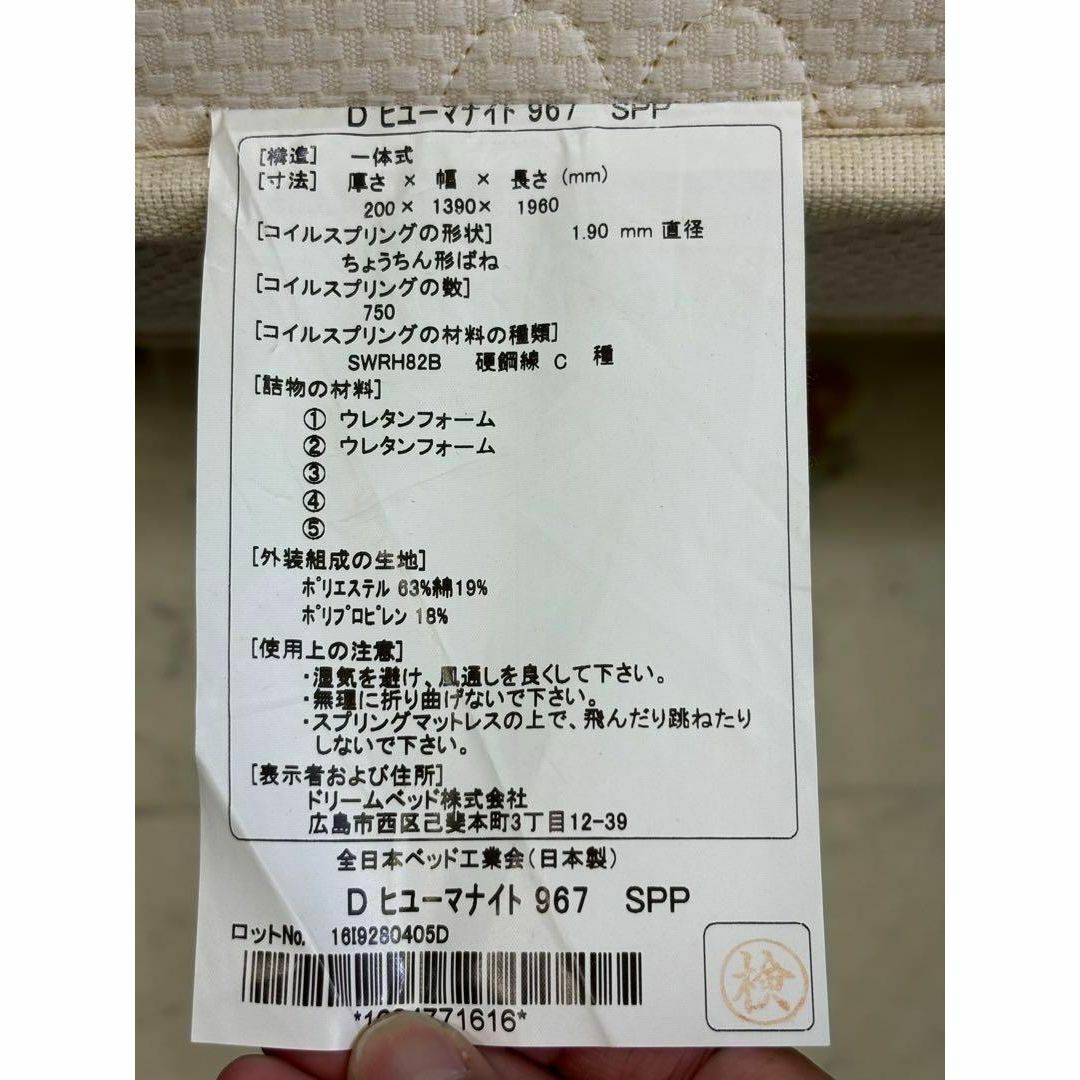 D ヒューマナイト 967 SPP
[構造] 一体式
[寸法] 厚さ × 幅 × 長さ (mm)
200× 1390× 1960
[コイルスプリングの形状] 1.90 mm 直径
ちょうちん形ばね
[コイルスプリングの数]
750
[コイルスプリングの材料の種類]
SWRH82B 硬鋼線 C 種
[詰物の材料]
① ウレタンフォーム
② ウレタンフォーム
③
④
⑤
[外装組成の生地]
ポリエステル 63%綿19%
ポリプロピレン 18%
[使用上の注意]
・湿気を避け、風通しを良くして下さい。
・無理に折り曲げないで下さい。
・スプリングマットレスの上で、飛んだり跳ねたり
しないで下さい。
[表示者および住所]
ドリームベッド株式会社
広島市西区己斐本町3丁目12-39
全日本ベッド工業会(日本製)
D ヒューマナイト 967 SPP
ロットNo. 16I9280405D
検